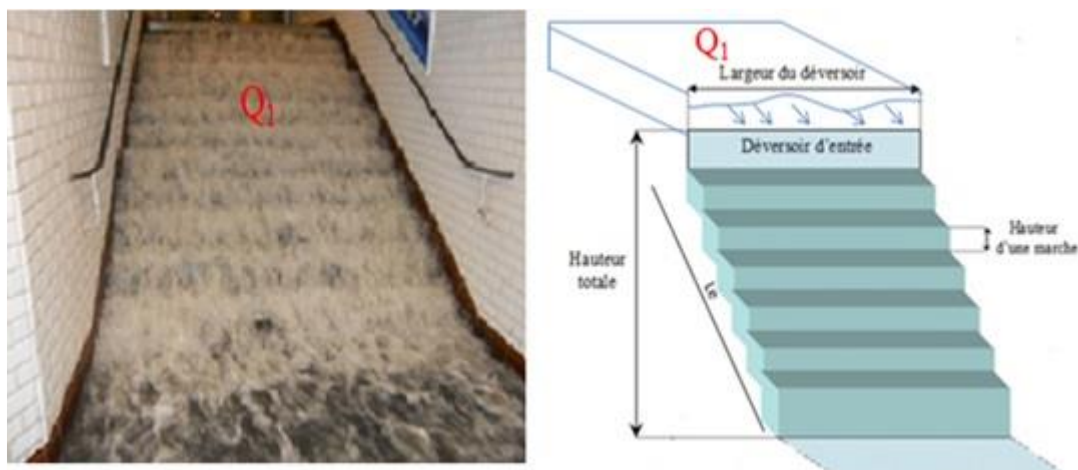 Q1
Q1
Largeur du déversoir
Déversoir d'entrée
Hauteur
d'une marche
Hauteur
totale
Le